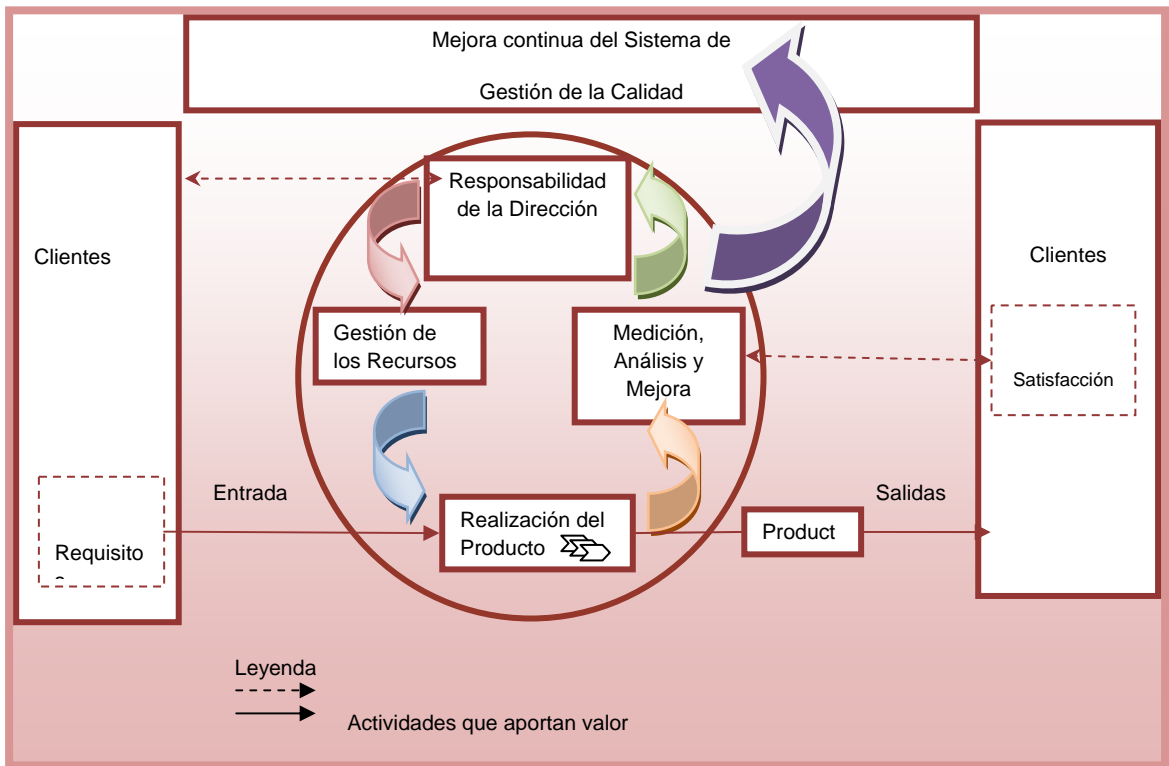 Mejora continua del Sistema de
Gestión de la Calidad
Clientes
Responsabilidad
de la Dirección
Clientes
Gestión de
los Recursos
Medición,
Análisis y
Mejora
Satisfacción
Entrada
Salidas
Requisito
Realización del
Producto
Product
Leyenda
Actividades que aportan valor